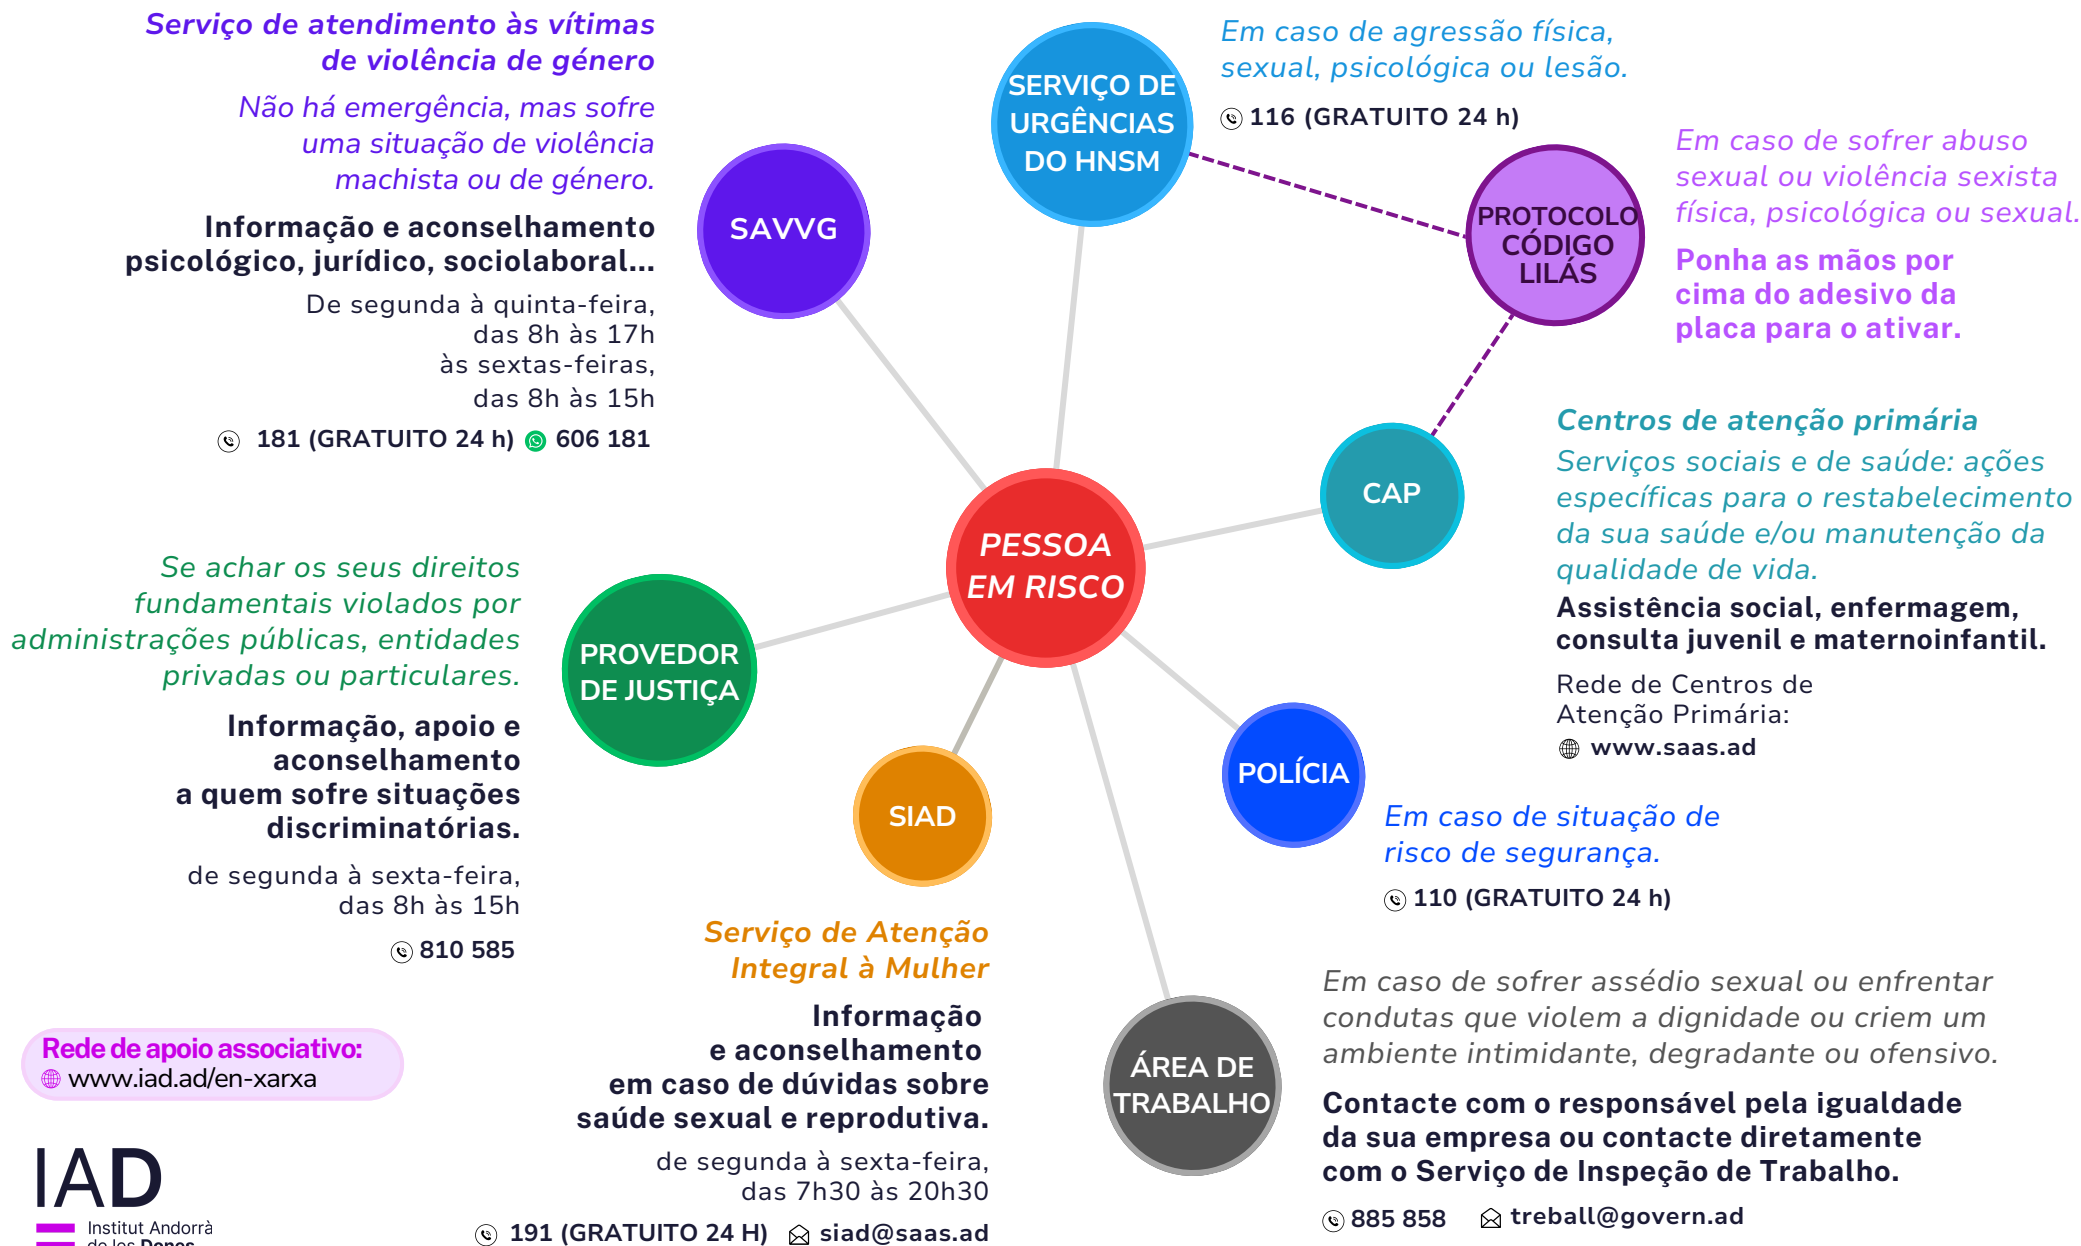 Serviço de atendimento às vítimas
de violência de género
Não há emergência, mas sofre
uma situação de violência
machista ou de género.
Informação e aconselhamento
psicológico, jurídico, sociolaboral...
De segunda à quinta-feira,
das 8h às 17h
às sextas-feiras,
das 8h às 15h
181 (GRATUITO 24 h) 606 181
SAVVG
SERVIÇO DE
URGÊNCIAS
DO HNSM
Em caso de agressão física,
sexual, psicológica ou lesão.
116 (GRATUITO 24 h)
PROTOCOLO
CÓDIGO
LILÁS
Em caso de sofrer abuso
sexual ou violência sexista
física, psicológica ou sexual.
Ponha as mãos por
cima do adesivo da
placa para o ativar.
CAP
Centros de atenção primária
Serviços sociais e de saúde: ações
específicas para o restabelecimento
da sua saúde e/ou manutenção da
qualidade de vida.
Assistência social, enfermagem,
consulta juvenil e maternoinfantil.
Rede de Centros de
Atenção Primária:
www.saas.ad
PESSOA
EM RISCO
Se achar os seus direitos
fundamentais violados por
administrações públicas, entidades
privadas ou particulares.
Informação, apoio e
aconselhamento
a quem sofre situações
discriminatórias.
de segunda à sexta-feira,
das 8h às 15h
810 585
PROVEDOR
DE JUSTIÇA
SIAD
Serviço de Atenção
Integral à Mulher
Informação
e aconselhamento
em caso de dúvidas sobre
saúde sexual e reprodutiva.
de segunda à sexta-feira,
das 7h30 às 20h30
191 (GRATUITO 24 H) siad@saas.ad
POLÍCIA
Em caso de situação de
risco de segurança.
110 (GRATUITO 24 h)
ÁREA DE
TRABALHO
Em caso de sofrer assédio sexual ou enfrentar
condutas que violem a dignidade ou criem um
ambiente intimidante, degradante ou ofensivo.
Contacte com o responsável pela igualdade
da sua empresa ou contacte diretamente
com o Serviço de Inspeção de Trabalho.
885 858 treball@govern.ad
Rede de apoio associativo:
www.iad.ad/en-xarxa
IAD
Institut Andorrà
de les Dones